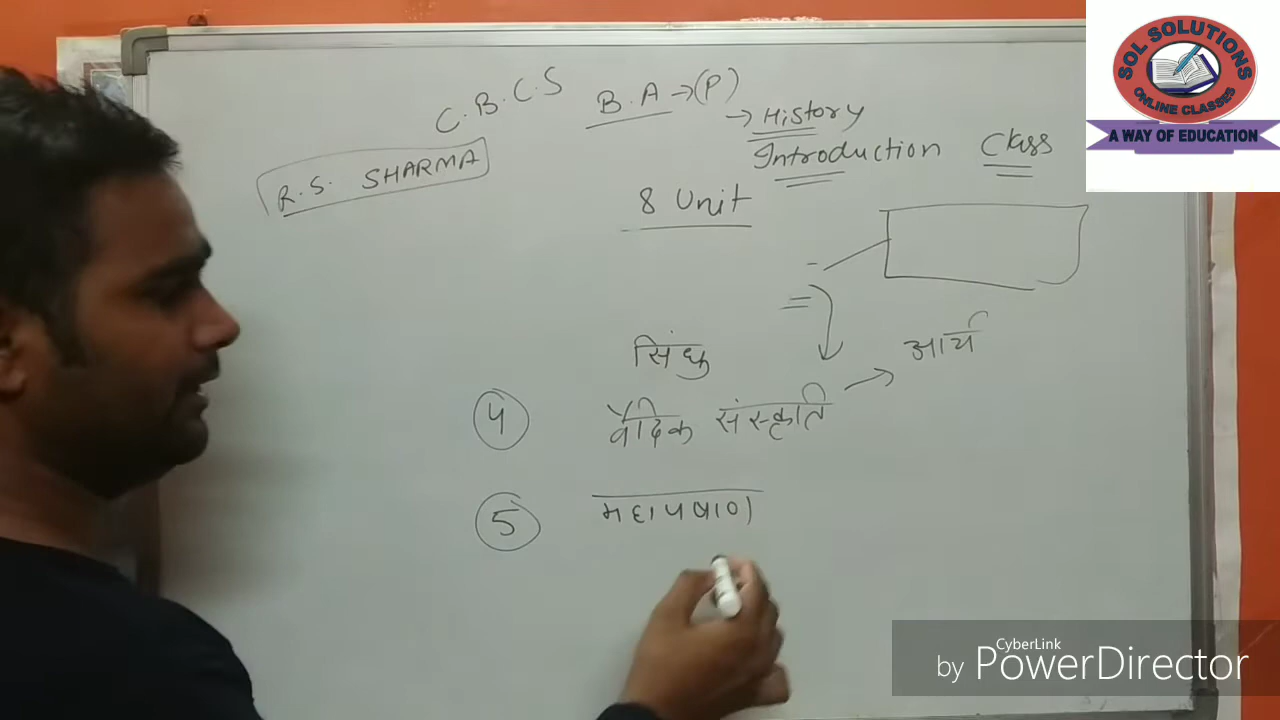 C.B.C.S B.A → (P)
→ History
R.S. SHARMA
Introduction Class
8 Unit
सिंधु
→ आर्य
4 वैदिक संस्कृति
5 महापषाण
SOL SOLUTIONS
ONLINE CLASSES
A WAY OF EDUCATION
CyberLink
by PowerDirector